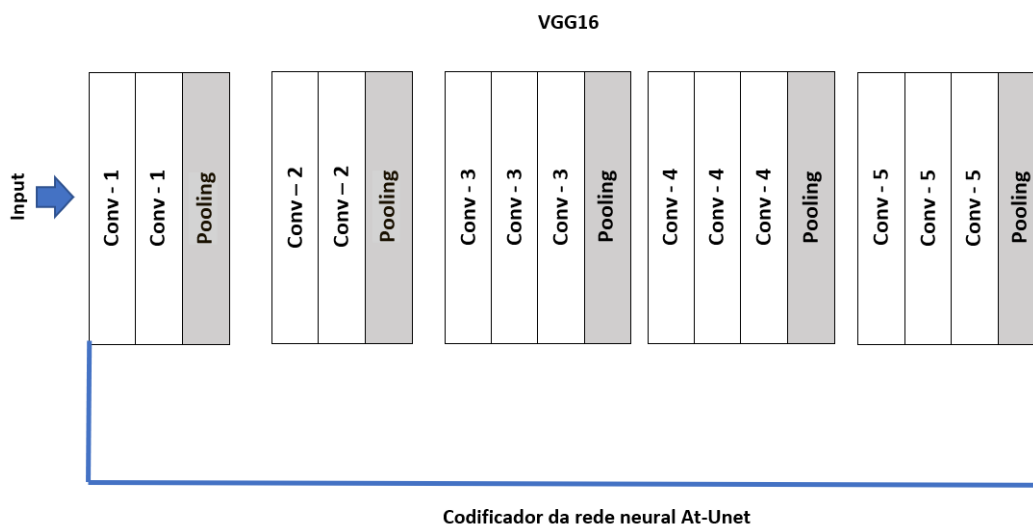 VGG16
Input
Conv - 1
Conv - 1
Pooling
Conv – 2
Conv – 2
Pooling
Conv - 3
Conv - 3
Conv - 3
Pooling
Conv - 4
Conv - 4
Conv - 4
Pooling
Conv - 5
Conv - 5
Conv - 5
Pooling
Codificador da rede neural At-Unet